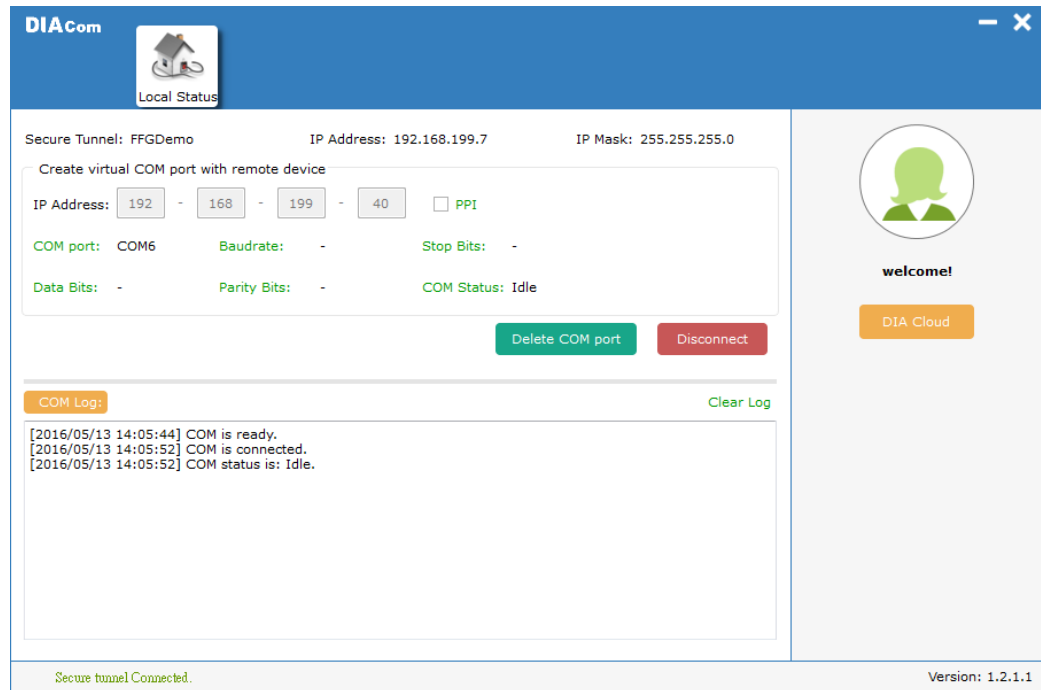 DIACom
Local Status
Secure Tunnel: FFGDemo IP Address: 192.168.199.7 IP Mask: 255.255.255.0
Create virtual COM port with remote device
IP Address: 192 - 168 - 199 - 40 PPI
COM port: COM6 Baudrate: - Stop Bits: -
Data Bits: - Parity Bits: - COM Status: Idle
Delete COM port Disconnect
COM Log: Clear Log
[2016/05/13 14:05:44] COM is ready.
[2016/05/13 14:05:52] COM is connected.
[2016/05/13 14:05:52] COM status is: Idle.
welcome!
DIA Cloud
Secure tunnel Connected.
Version: 1.2.1.1